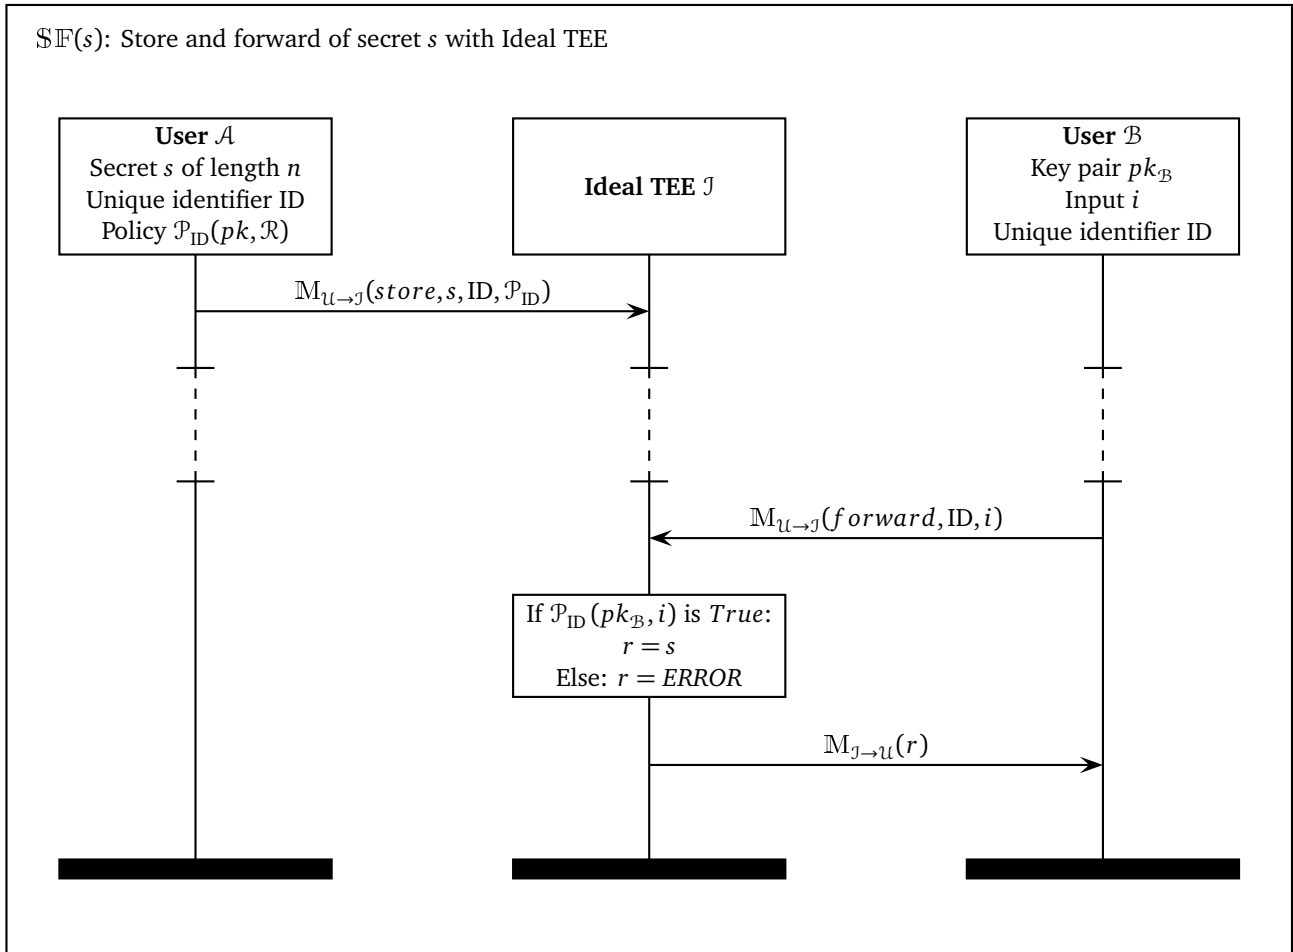 𝕊𝔽(s): Store and forward of secret s with Ideal TEE
User 𝒜
Secret s of length n
Unique identifier ID
Policy 𝒫_ID(pk, ℛ)
Ideal TEE ℐ
User ℬ
Key pair pk_ℬ
Input i
Unique identifier ID
𝕄_𝒰→ℐ(store, s, ID, 𝒫_ID)
𝕄_𝒰→ℐ(forward, ID, i)
If 𝒫_ID (pk_ℬ, i) is True:
r = s
Else: r = ERROR
𝕄_ℐ→𝒰(r)